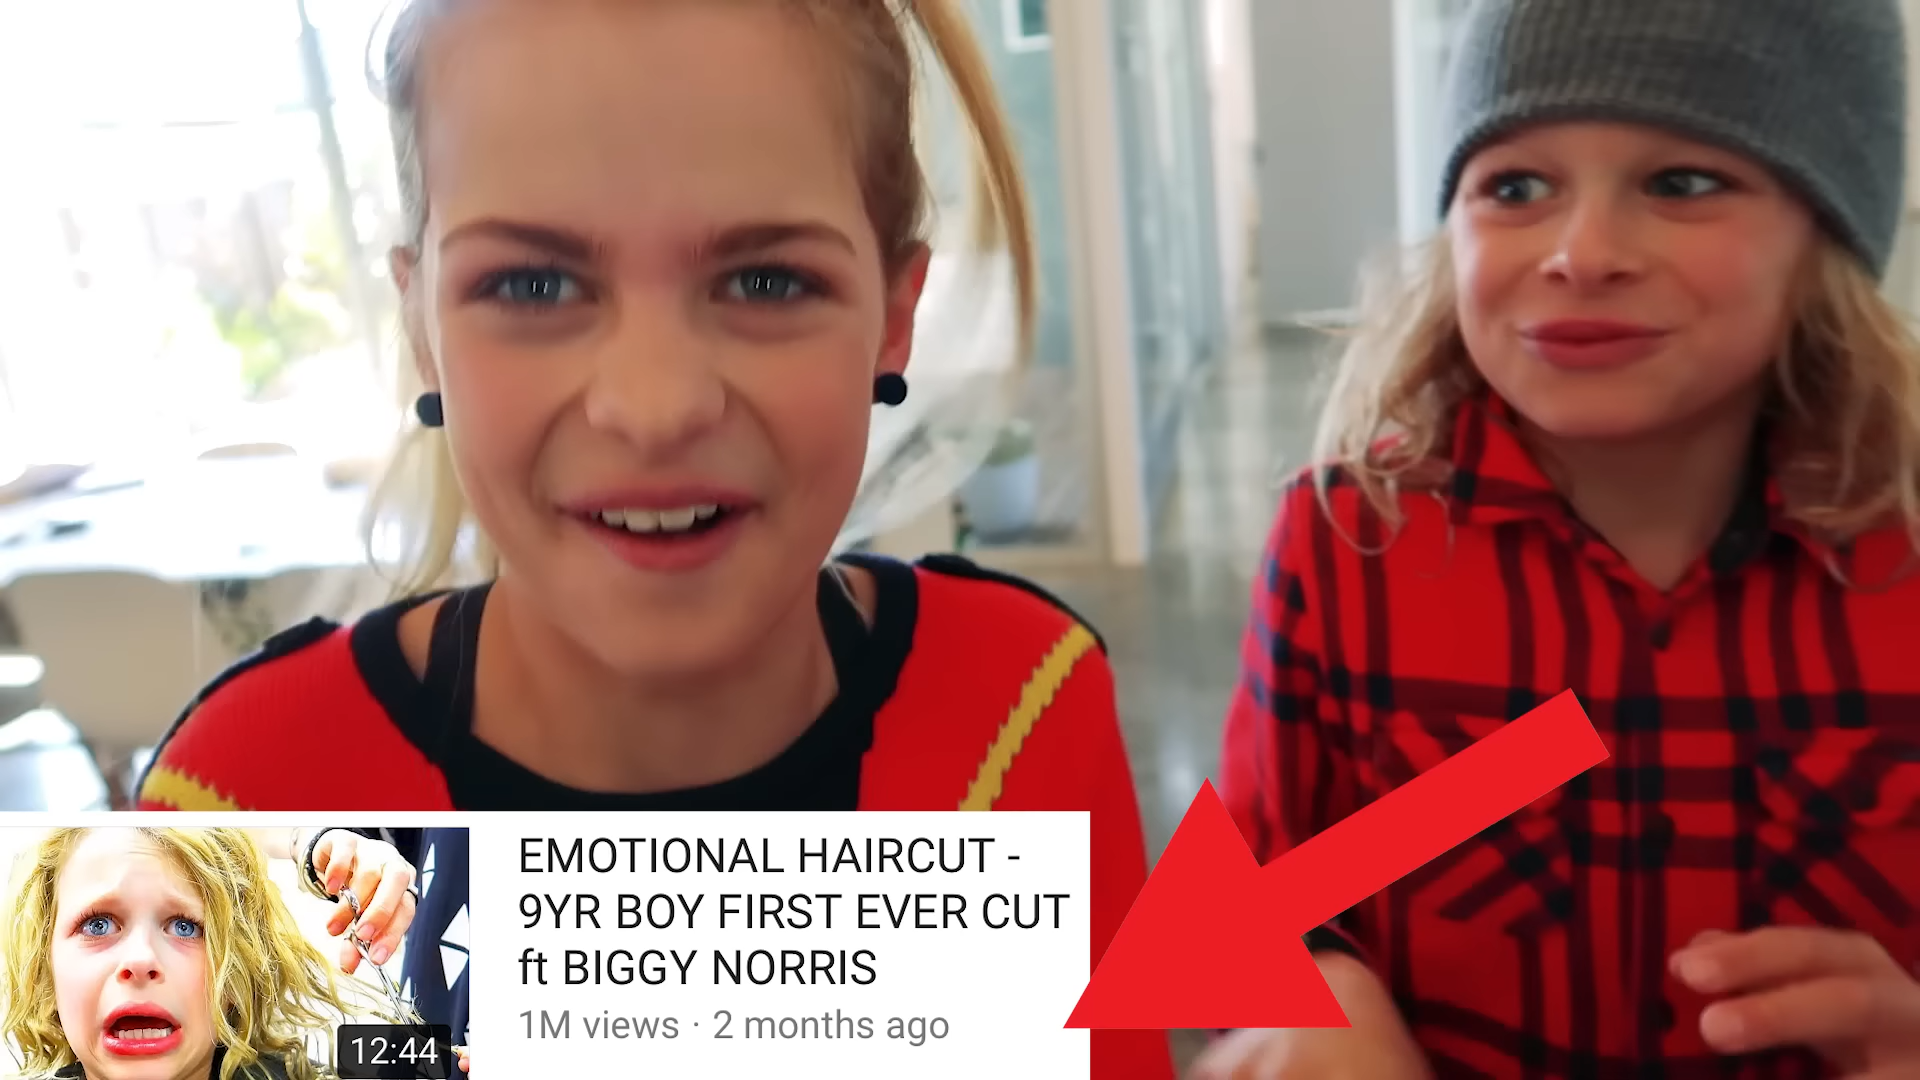 EMOTIONAL HAIRCUT -
9YR BOY FIRST EVER CUT
ft BIGGY NORRIS
1M views · 2 months ago
12:44